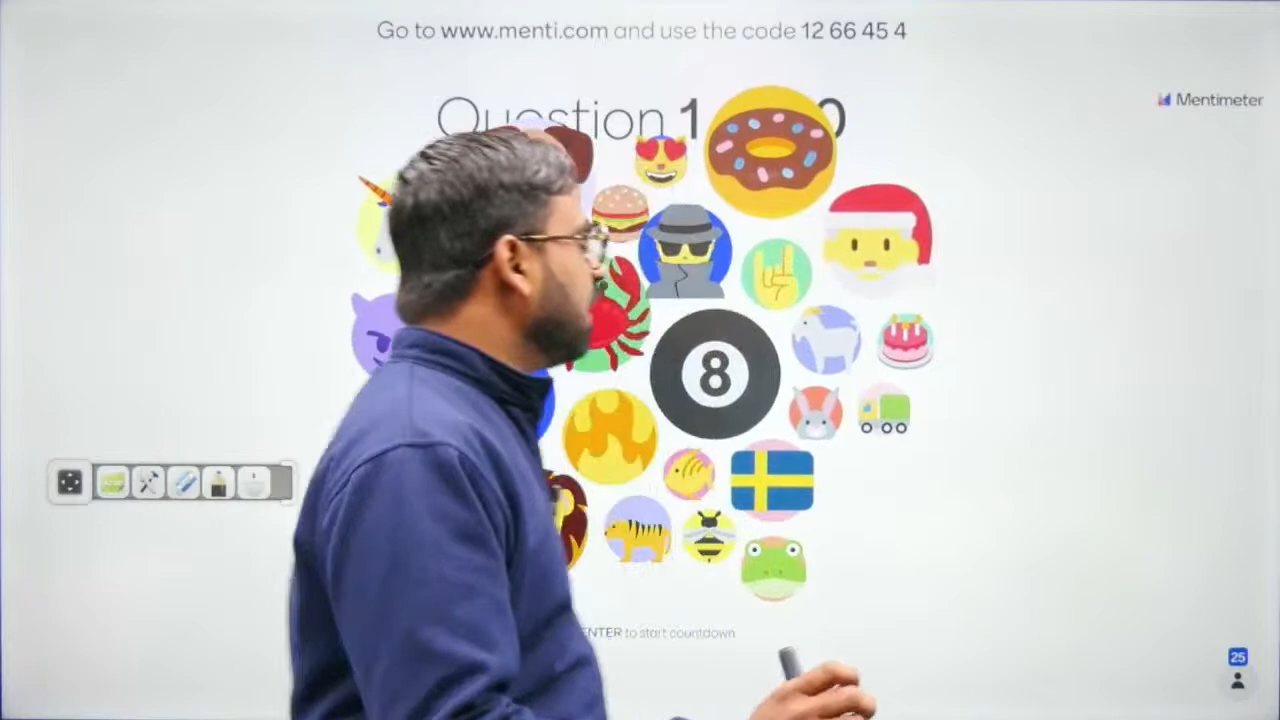 Go to www.menti.com and use the code 12 66 45 4
Mentimeter
Question 1
8
ENTER to start countdown
25